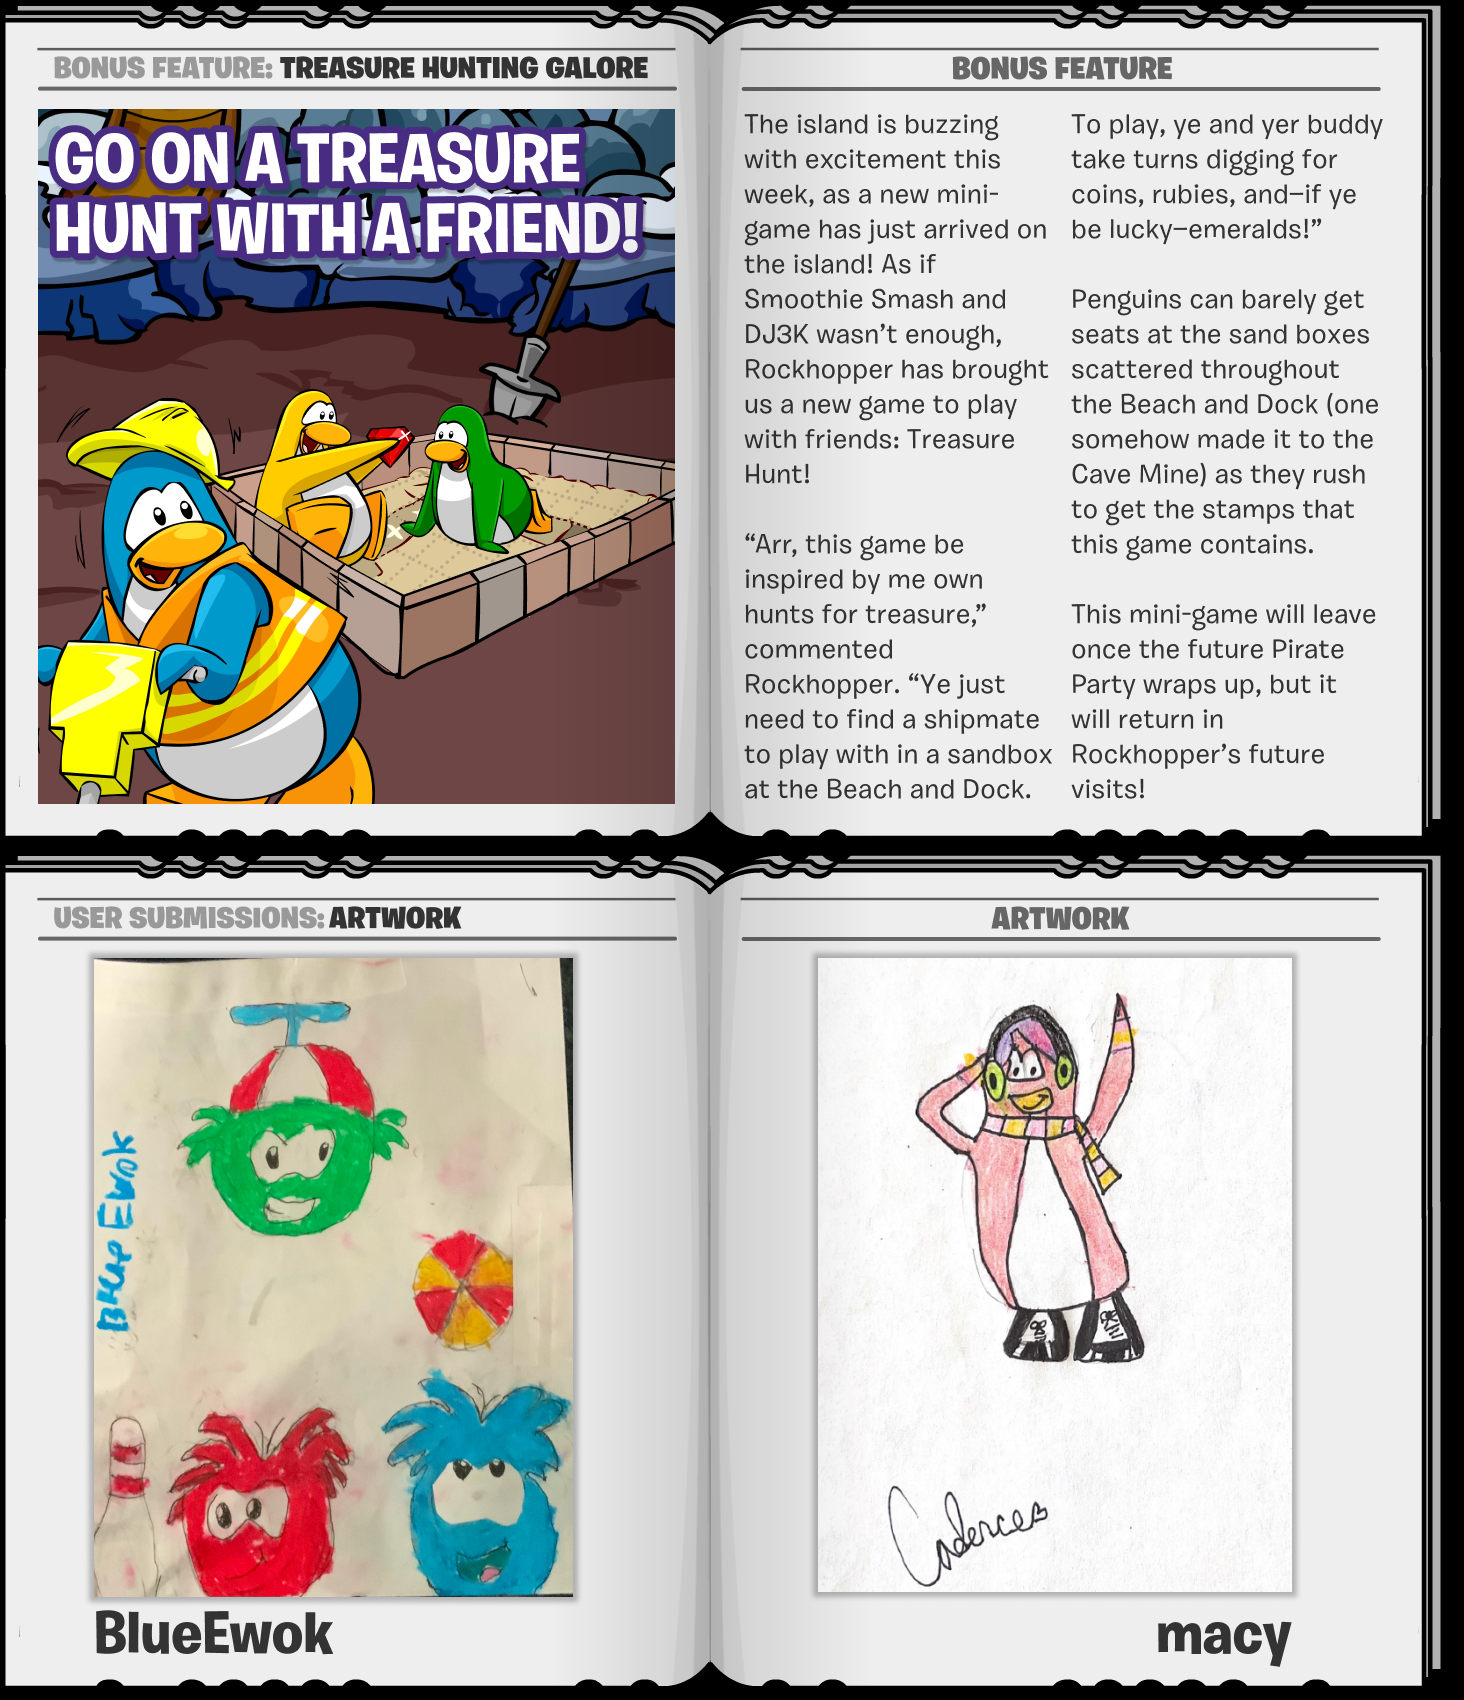 BONUS FEATURE: TREASURE HUNTING GALORE
GO ON A TREASURE
HUNT WITH A FRIEND!
BONUS FEATURE
The island is buzzing
with excitement this
week, as a new mini-
game has just arrived on
the island! As if
Smoothie Smash and
DJ3K wasn’t enough,
Rockhopper has brought
us a new game to play
with friends: Treasure
Hunt!
“Arr, this game be
inspired by me own
hunts for treasure,”
commented
Rockhopper. “Ye just
need to find a shipmate
to play with in a sandbox
at the Beach and Dock.
To play, ye and yer buddy
take turns digging for
coins, rubies, and—if ye
be lucky—emeralds!”
Penguins can barely get
seats at the sand boxes
scattered throughout
the Beach and Dock (one
somehow made it to the
Cave Mine) as they rush
to get the stamps that
this game contains.
This mini-game will leave
once the future Pirate
Party wraps up, but it
will return in
Rockhopper’s future
visits!
USER SUBMISSIONS: ARTWORK
Ewok
BlueEwok
ARTWORK
Cadence
macy